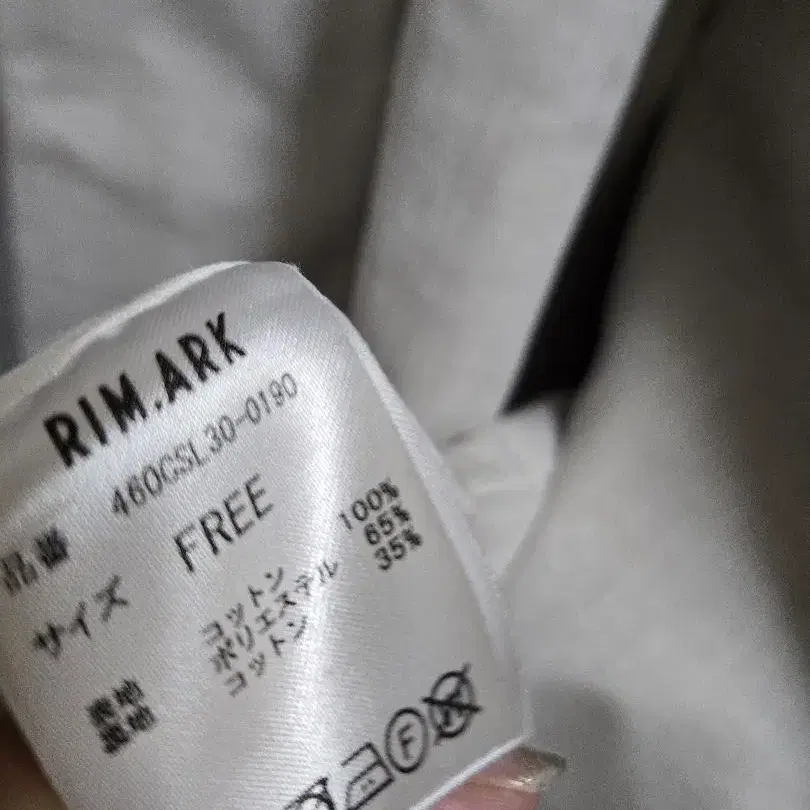 RIM.ARK
品番 460CSL30-0190
サイズ FREE
表地 コットン 100%
裏地 ポリエステル 65%
コットン 35%
F